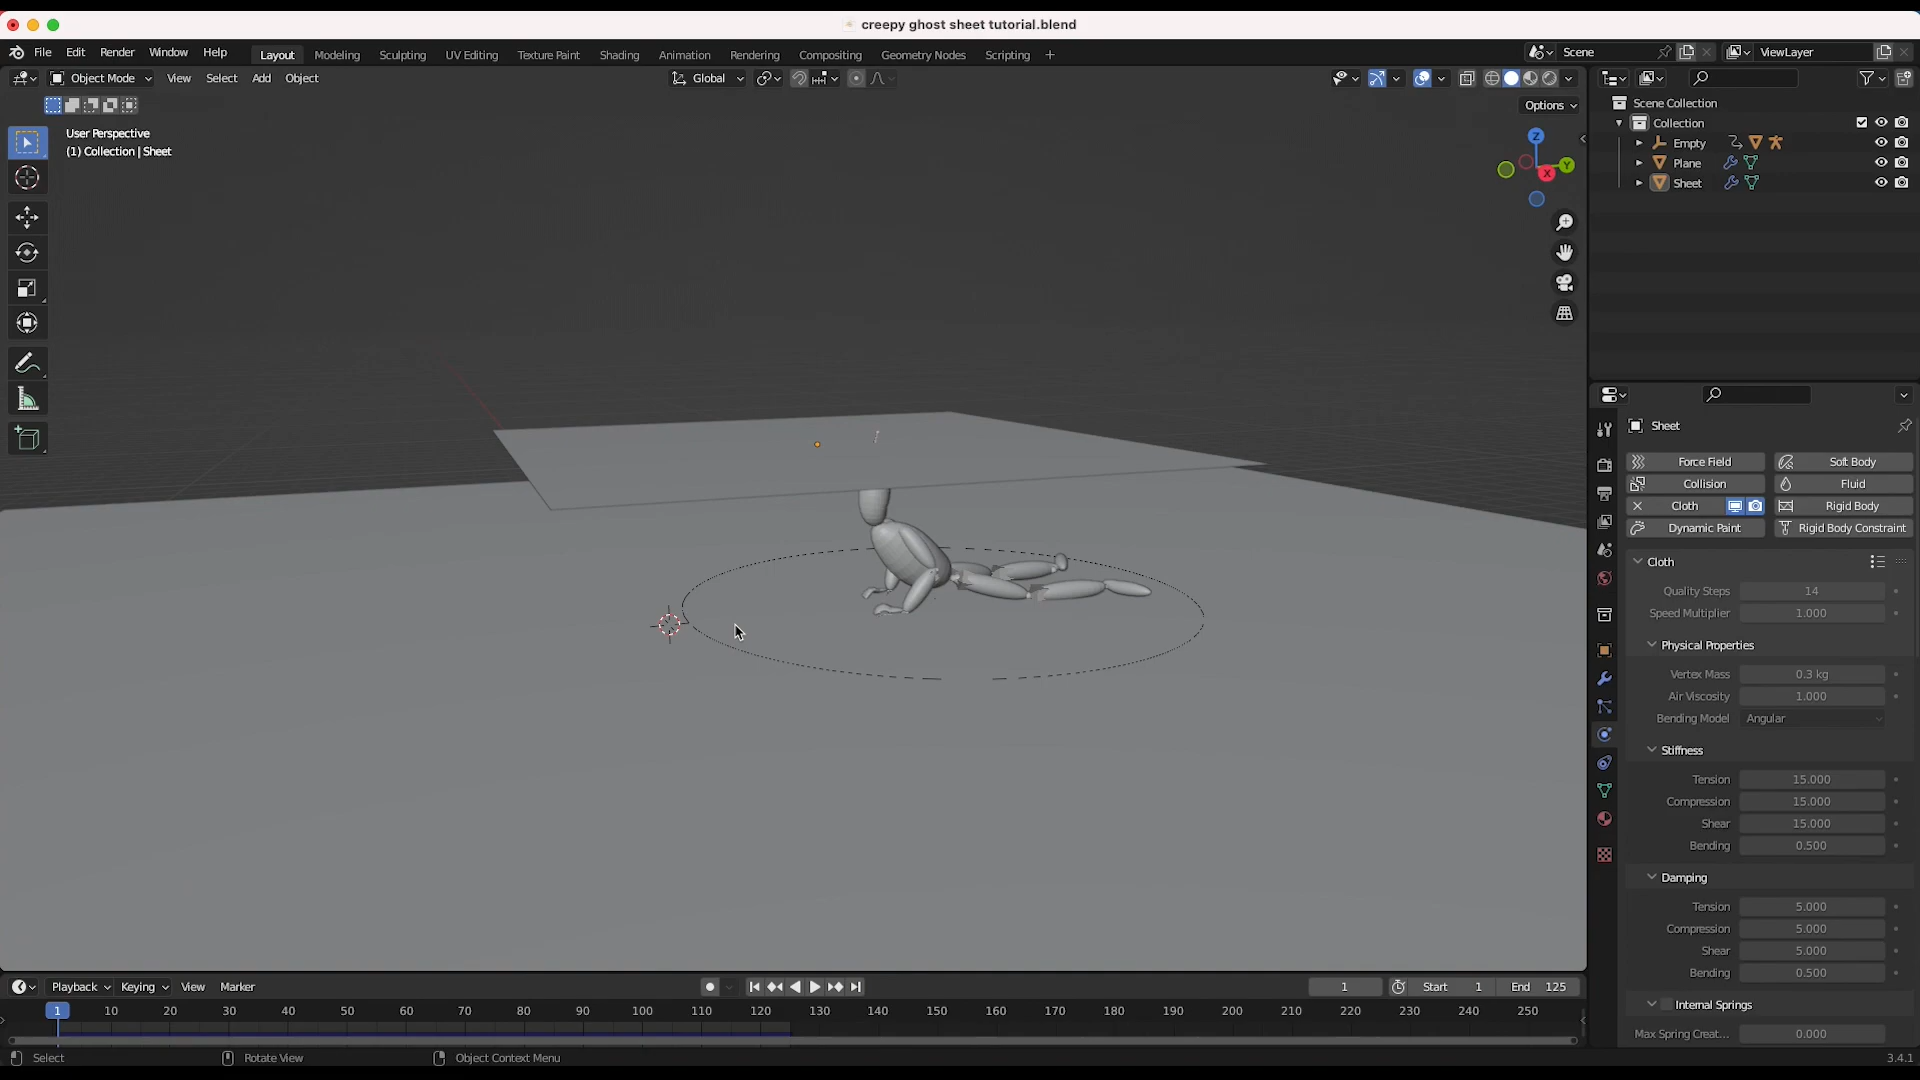 creepy ghost sheet tutorial.blend
File Edit Render Window Help Layout Modeling Sculpting UV Editing Texture Paint Shading Animation Rendering Compositing Geometry Nodes Scripting + Scene ViewLayer
Object Mode View Select Add Object Global
Options
User Perspective
(1) Collection | Sheet
Z
Y
X
Scene Collection
Collection
Empty
Plane
Sheet
Sheet
Force Field Soft Body
Collision Fluid
Cloth Rigid Body
Dynamic Paint Rigid Body Constraint
Cloth
Quality Steps 14
Speed Multiplier 1.000
Physical Properties
Vertex Mass 0.3 kg
Air Viscosity 1.000
Bending Model Angular
Stiffness
Tension 15.000
Compression 15.000
Shear 15.000
Bending 0.500
Damping
Tension 5.000
Compression 5.000
Shear 5.000
Bending 0.500
Internal Springs
Max Spring Creat... 0.000
Playback Keying View Marker 1 Start 1 End 125
1 10 20 30 40 50 60 70 80 90 100 110 120 130 140 150 160 170 180 190 200 210 220 230 240 250
Select Rotate View Object Context Menu 3.4.1